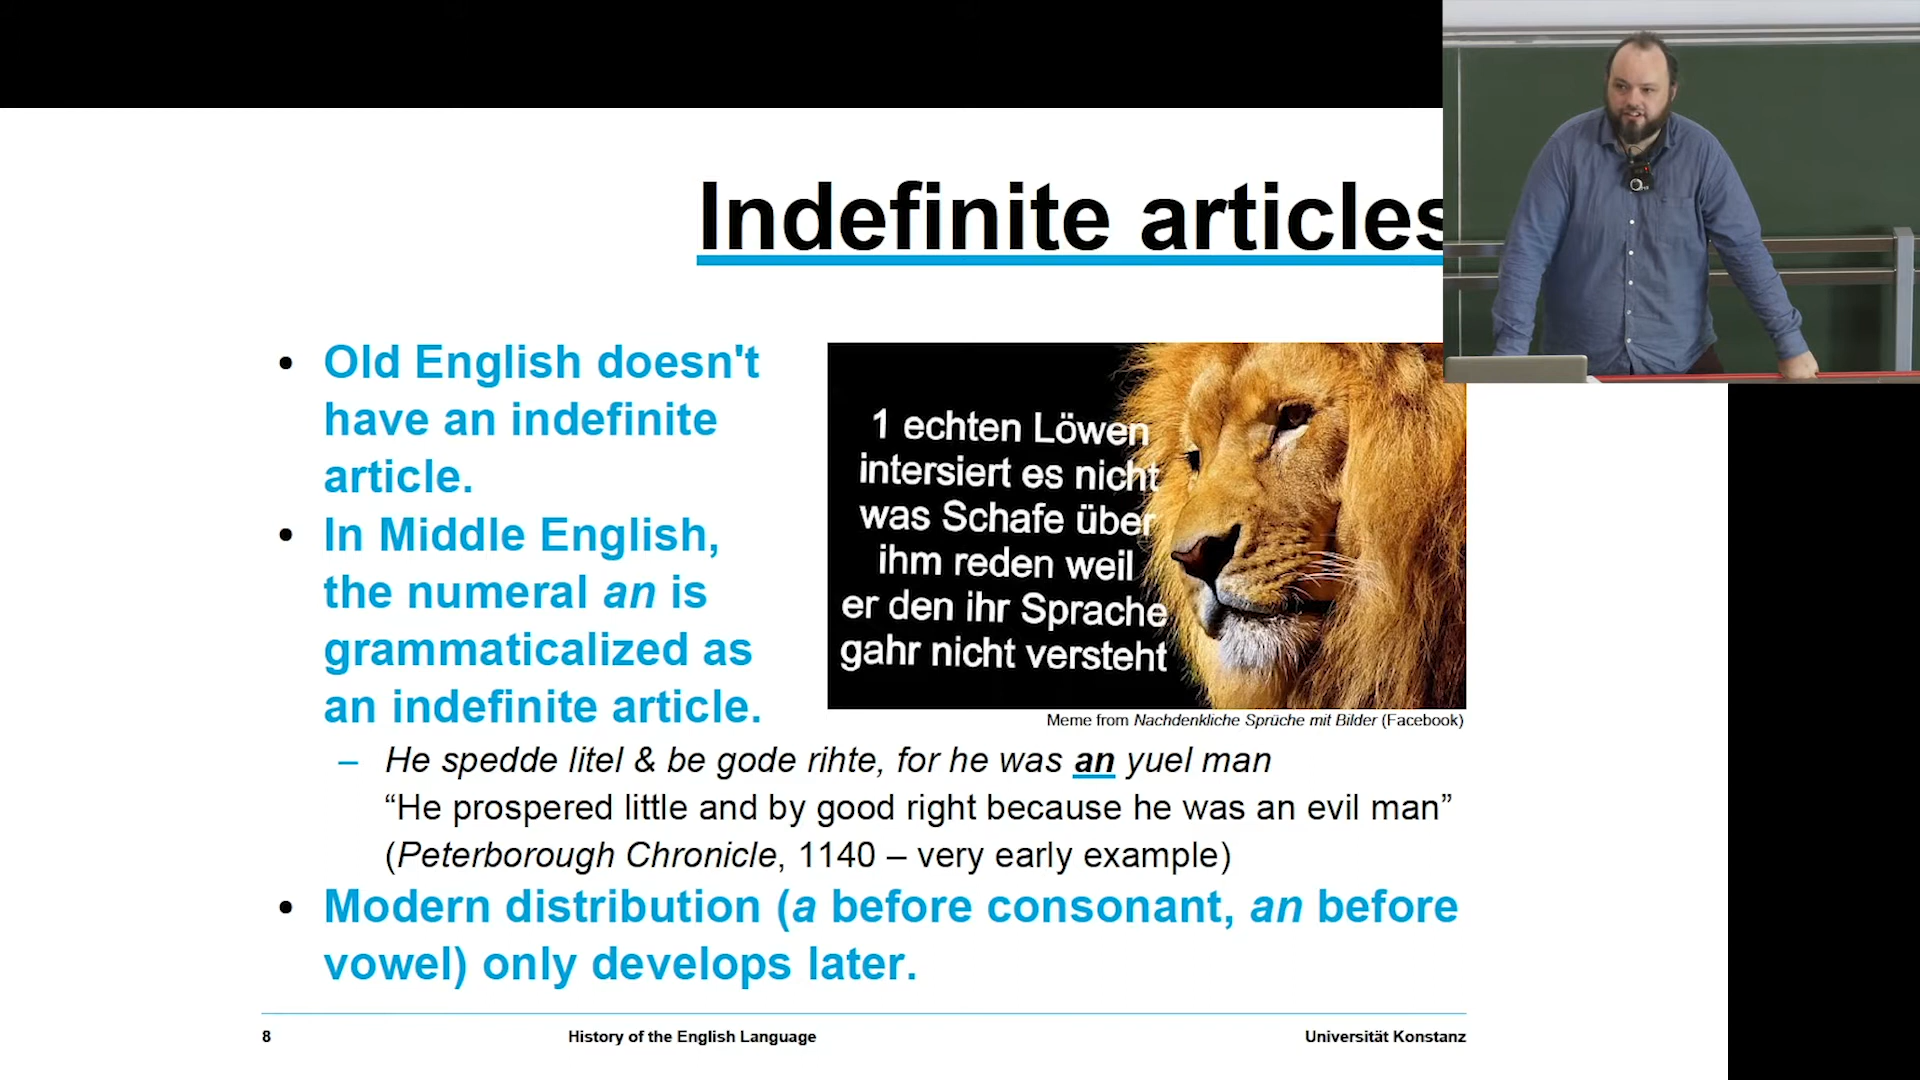 Indefinite articles
• Old English doesn't
have an indefinite
article.
• In Middle English,
the numeral an is
grammaticalized as
an indefinite article.
1 echten Löwen
intersiert es nicht
was Schafe über
ihm reden weil
er den ihr Sprache
gahr nicht versteht
Meme from Nachdenkliche Sprüche mit Bilder (Facebook)
– He spedde litel & be gode rihte, for he was an yuel man
“He prospered little and by good right because he was an evil man”
(Peterborough Chronicle, 1140 – very early example)
• Modern distribution (a before consonant, an before
vowel) only develops later.
8 History of the English Language Universität Konstanz